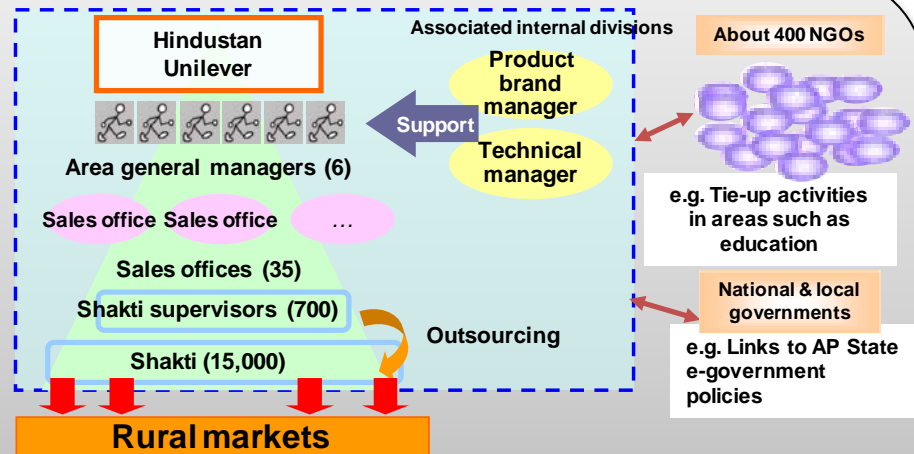 Hindustan
Unilever
Associated internal divisions
Product
brand
manager
Support
Technical
manager
Area general managers (6)
Sales office
Sales office
...
Sales offices (35)
Shakti supervisors (700)
Outsourcing
Shakti (15,000)
Rural markets
About 400 NGOs
e.g. Tie-up activities
in areas such as
education
National & local
governments
e.g. Links to AP State
e-government
policies